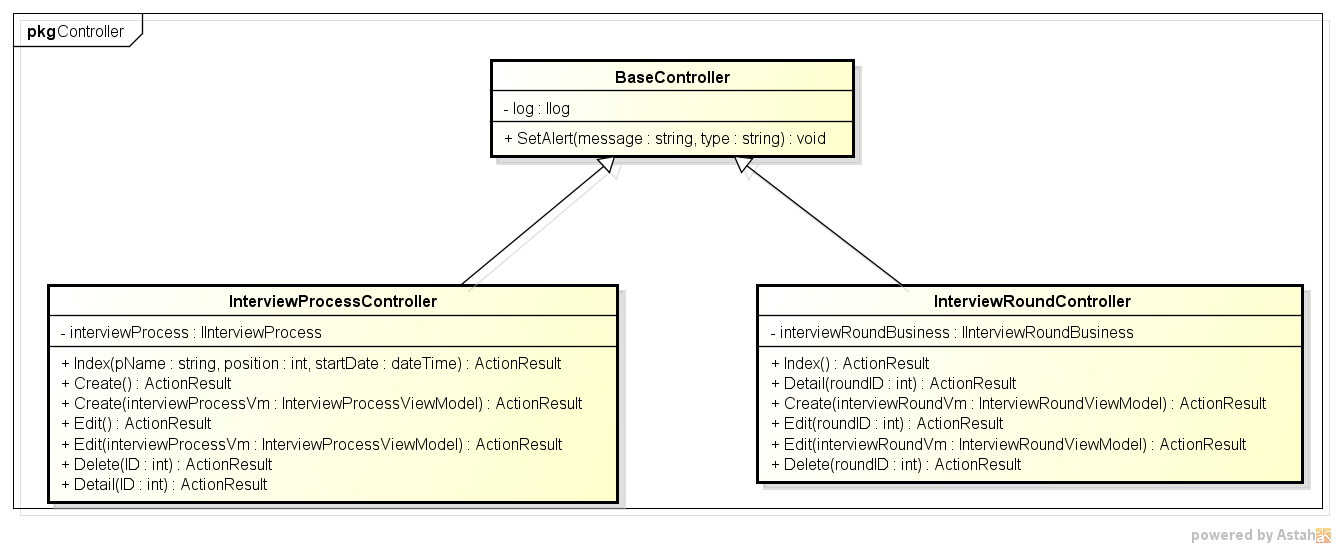 pkg Controller
BaseController
- log : Ilog
+ SetAlert(message : string, type : string) : void
InterviewProcessController
- interviewProcess : IInterviewProcess
+ Index(pName : string, position : int, startDate : dateTime) : ActionResult
+ Create() : ActionResult
+ Create(interviewProcessVm : InterviewProcessViewModel) : ActionResult
+ Edit() : ActionResult
+ Edit(interviewProcessVm : InterviewProcessViewModel) : ActionResult
+ Delete(ID : int) : ActionResult
+ Detail(ID : int) : ActionResult
InterviewRoundController
- interviewRoundBusiness : IInterviewRoundBusiness
+ Index() : ActionResult
+ Detail(roundID : int) : ActionResult
+ Create(interviewRoundVm : InterviewRoundViewModel) : ActionResult
+ Edit(roundID : int) : ActionResult
+ Edit(interviewRoundVm : InterviewRoundViewModel) : ActionResult
+ Delete(roundID : int) : ActionResult
powered by Astah